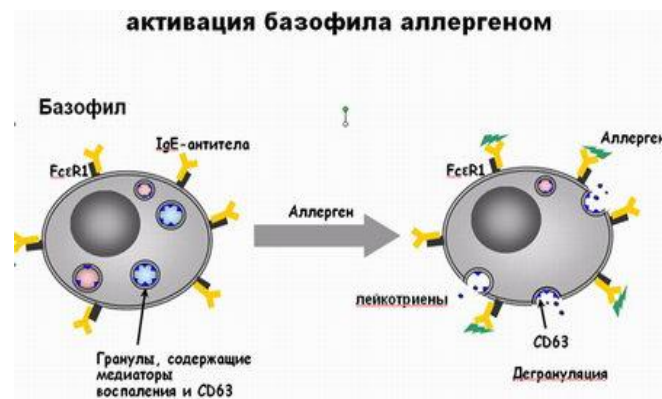 активация базофила аллергеном
Базофил
IgE-антитела
FcεR1
Аллерген
Аллерген
FcεR1
лейкотриены
CD63
Гранулы, содержащие
медиаторы
воспаления и CD63
Дегрануляция